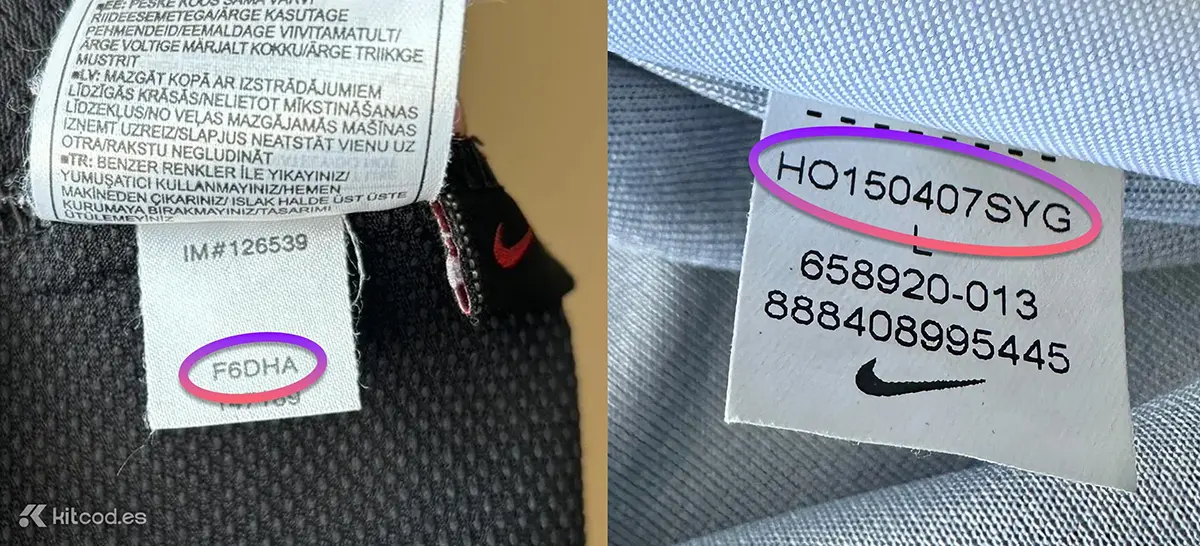 ■EE: PESKE KOOS SAMA VÄRVI
RIIDEESEMETEGA/ÄRGE KASUTAGE
PEHMENDEID/EEMALDAGE VIIVITAMATULT/
ÄRGE VOLTIGE MÄRJALT KOKKU/ÄRGE TRIIKIGE
MUSTRIT
■LV: MAZGĀT KOPĀ AR IZSTRĀDĀJUMIEM
LĪDZĪGĀS KRĀSĀS/NELIETOT MĪKSTINĀŠANAS
LĪDZEKĻUS/NO VEĻAS MAZGĀJAMĀS MAŠĪNAS
IZŅEMT UZREIZ/SLAPJUS NEATSTĀT VIENU UZ
OTRA/RAKSTU NEGLUDINĀT
■TR: BENZER RENKLER İLE YIKAYINIZ/
YUMUŞATICI KULLANMAYINIZ/HEMEN
MAKİNEDEN ÇIKARINIZ/ ISLAK HALDE ÜST ÜSTE
KURUMAYA BIRAKMAYINIZ/TASARIMI
ÜTÜLEMEYİNİZ
IM#126539
F6DHA
HO150407SYG
L
658920-013
888408995445
kitcod.es